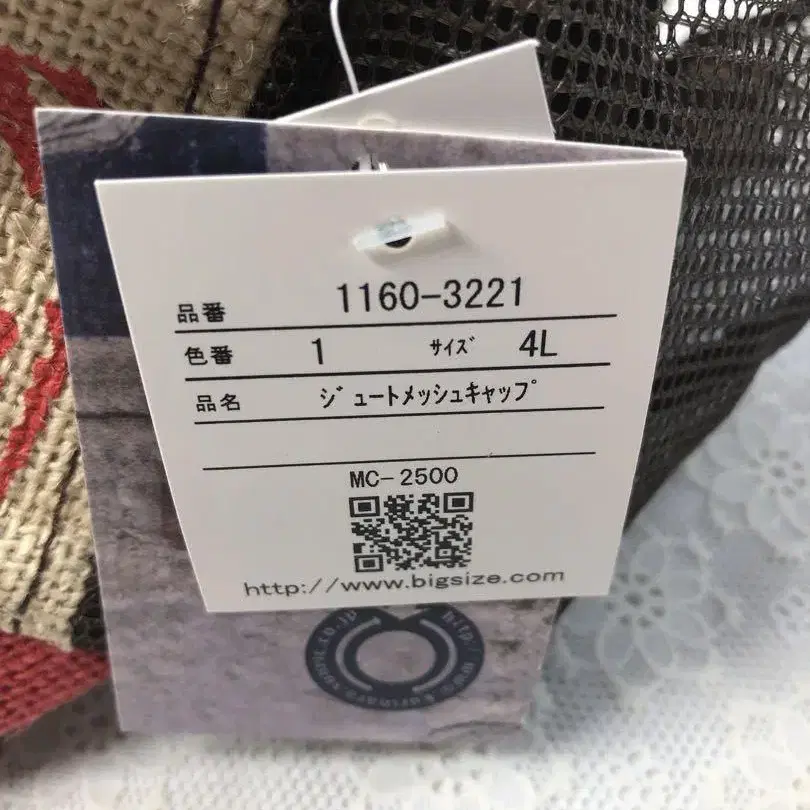 品番 1160-3221
色番 1 ｻｲｽﾞ 4L
品名 ｼﾞｭートメッシュキャップ
MC-2500
http://www.bigsize.com
http://